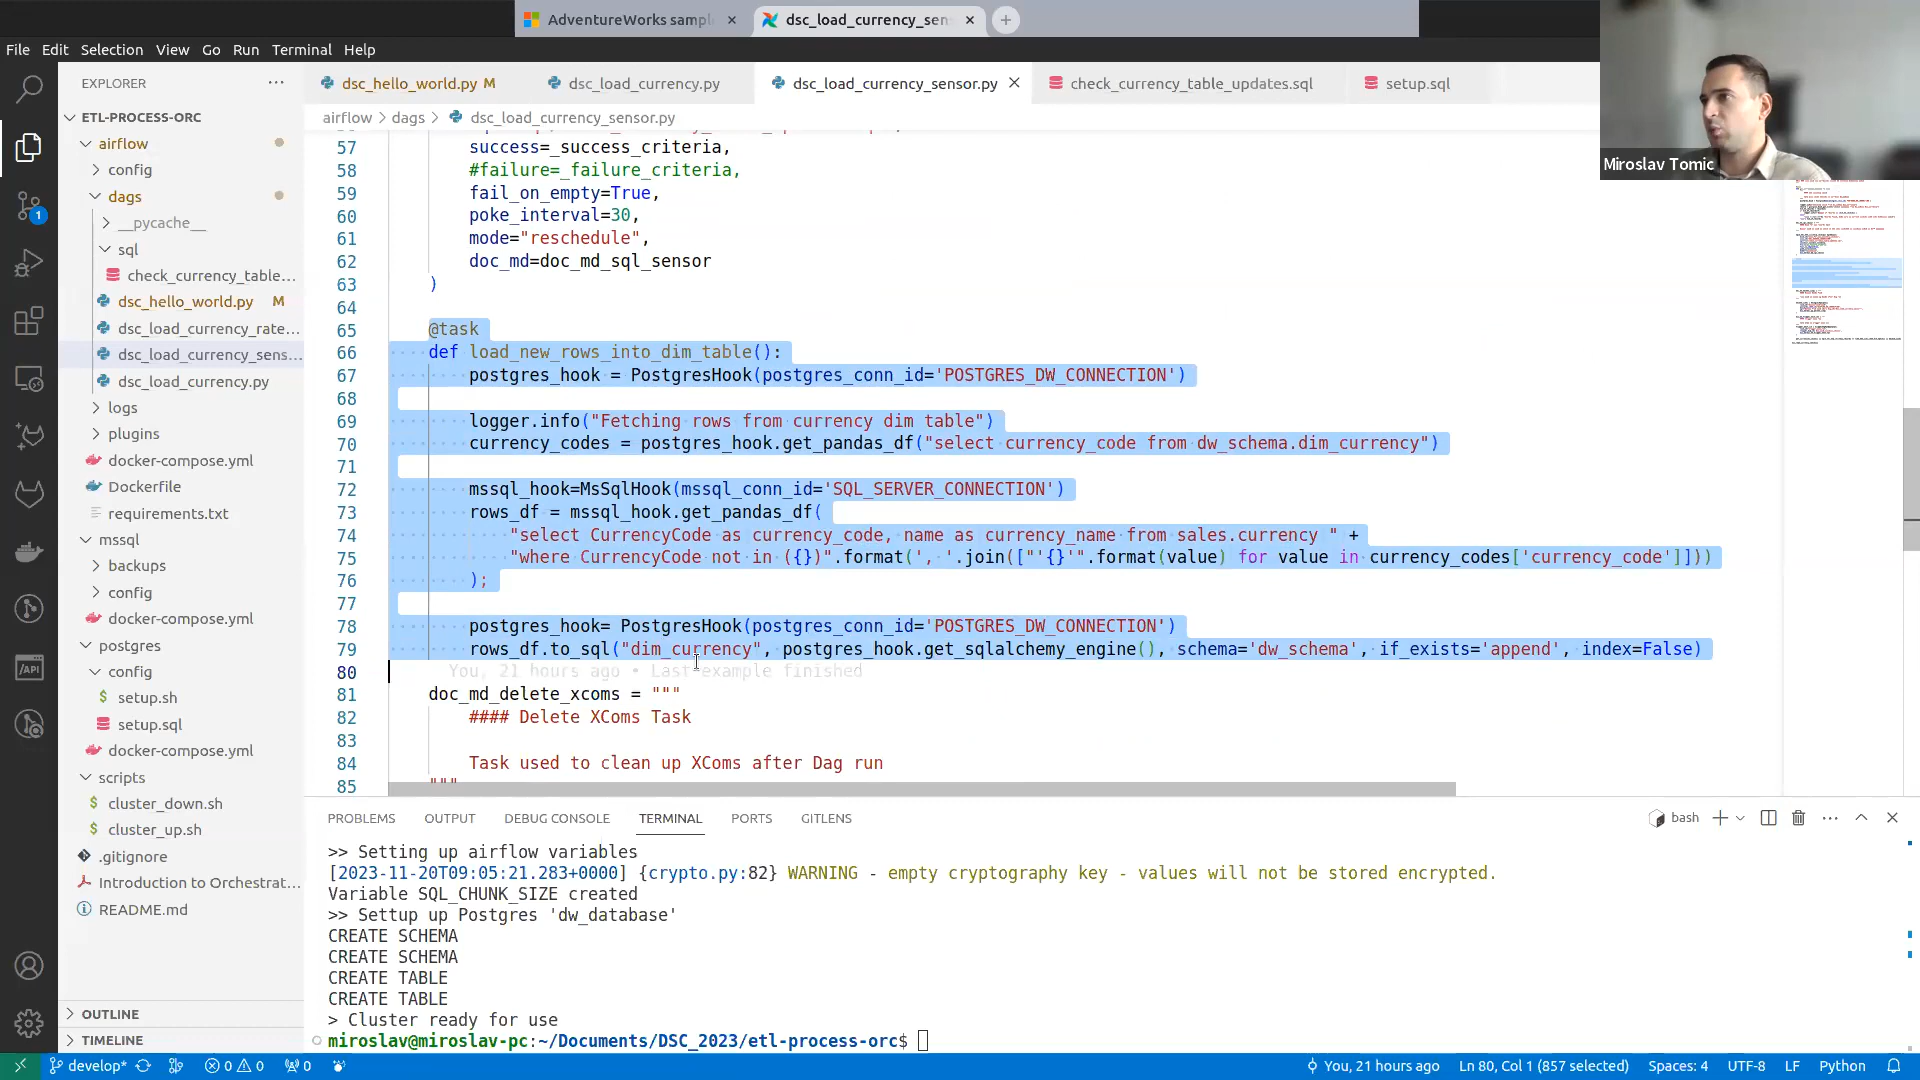 AdventureWorks sampl
dsc_load_currency_sen
File Edit Selection View Go Run Terminal Help
Miroslav Tomic
EXPLORER
ETL-PROCESS-ORC
airflow
config
dags
__pycache__
sql
check_currency_table...
dsc_hello_world.py M
dsc_load_currency_rate...
dsc_load_currency_sens...
dsc_load_currency.py
logs
plugins
docker-compose.yml
Dockerfile
requirements.txt
mssql
backups
config
docker-compose.yml
postgres
config
setup.sh
setup.sql
docker-compose.yml
scripts
cluster_down.sh
cluster_up.sh
.gitignore
Introduction to Orchestrat...
README.md
OUTLINE
TIMELINE
1
API
dsc_hello_world.py M
dsc_load_currency.py
dsc_load_currency_sensor.py
check_currency_table_updates.sql
setup.sql
airflow > dags > dsc_load_currency_sensor.py
57 success=_success_criteria,
58 #failure=_failure_criteria,
59 fail_on_empty=True,
60 poke_interval=30,
61 mode="reschedule",
62 doc_md=doc_md_sql_sensor
63 )
64
65 @task
66 def load_new_rows_into_dim_table():
67 postgres_hook = PostgresHook(postgres_conn_id='POSTGRES_DW_CONNECTION')
68
69 logger.info("Fetching rows from currency dim table")
70 currency_codes = postgres_hook.get_pandas_df("select currency_code from dw_schema.dim_currency")
71
72 mssql_hook=MsSqlHook(mssql_conn_id='SQL_SERVER_CONNECTION')
73 rows_df = mssql_hook.get_pandas_df(
74 "select CurrencyCode as currency_code, name as currency_name from sales.currency " +
75 "where CurrencyCode not in ({})".format(', '.join(["'{}'".format(value) for value in currency_codes['currency_code']]))
76 );
77
78 postgres_hook= PostgresHook(postgres_conn_id='POSTGRES_DW_CONNECTION')
79 rows_df.to_sql("dim_currency", postgres_hook.get_sqlalchemy_engine(), schema='dw_schema', if_exists='append', index=False)
80 You, 21 hours ago • Last example finished
81 doc_md_delete_xcoms = """
82 #### Delete XComs Task
83
84 Task used to clean up XComs after Dag run
85 """
PROBLEMS OUTPUT DEBUG CONSOLE TERMINAL PORTS GITLENS
bash
>> Setting up airflow variables
[2023-11-20T09:05:21.283+0000] {crypto.py:82} WARNING - empty cryptography key - values will not be stored encrypted.
Variable SQL_CHUNK_SIZE created
>> Settup up Postgres 'dw_database'
CREATE SCHEMA
CREATE SCHEMA
CREATE TABLE
CREATE TABLE
> Cluster ready for use
miroslav@miroslav-pc:~/Documents/DSC_2023/etl-process-orc$
develop* 0 0 0 You, 21 hours ago Ln 80, Col 1 (857 selected) Spaces: 4 UTF-8 LF Python